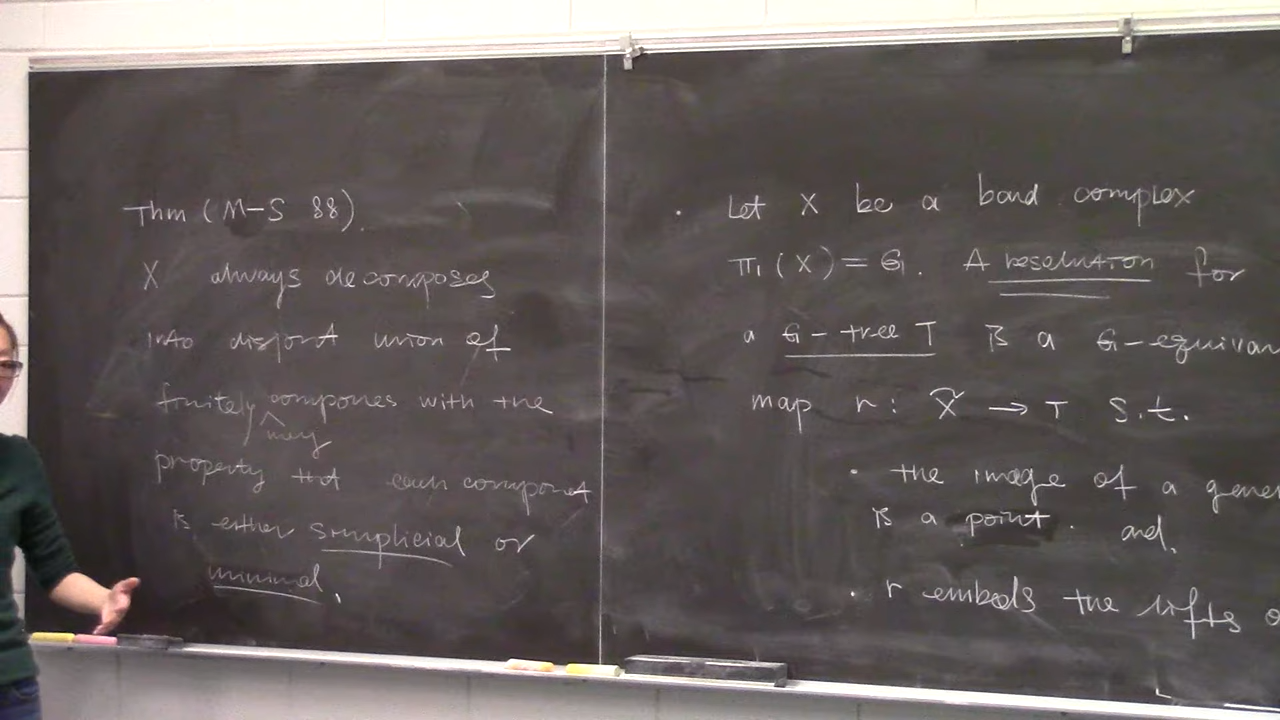 Thm (M-S 88).
X always decomposes
into disjoint union of
finitely many compones with the
property tht each component
is either simplicial or
minimal.
· Let X be a band complex
π₁(X) = G. A resolution for
a G-tree T is a G-equivarian
map r: X̃ → T s.t.
· the image of a gener
is a point. and.
· r embeds the lifts o